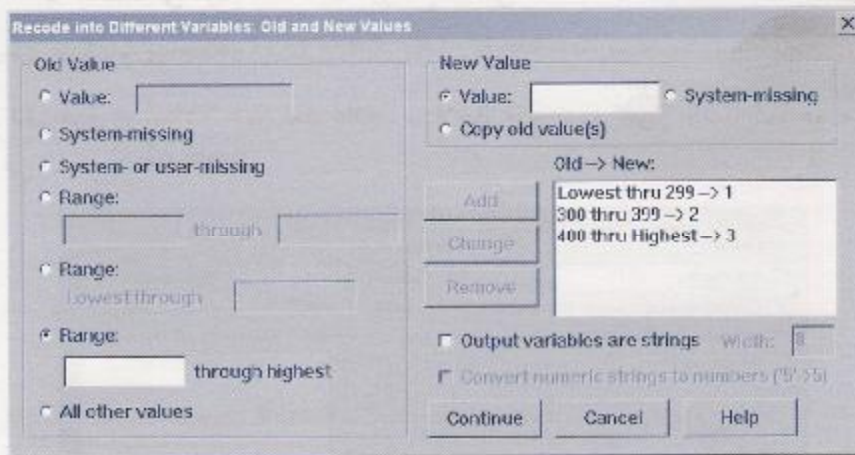 Recode into Different Variables: Old and New Values
Old Value
Value:
System-missing
System- or user-missing
Range:
through
Range:
Lowest through
Range:
through highest
All other values
New Value
Value:
System-missing
Copy old value(s)
Old --> New:
Add
Change
Remove
Lowest thru 299 --> 1
300 thru 399 --> 2
400 thru Highest --> 3
Output variables are strings
Width: 8
Convert numeric strings to numbers ('5'->5)
Continue
Cancel
Help